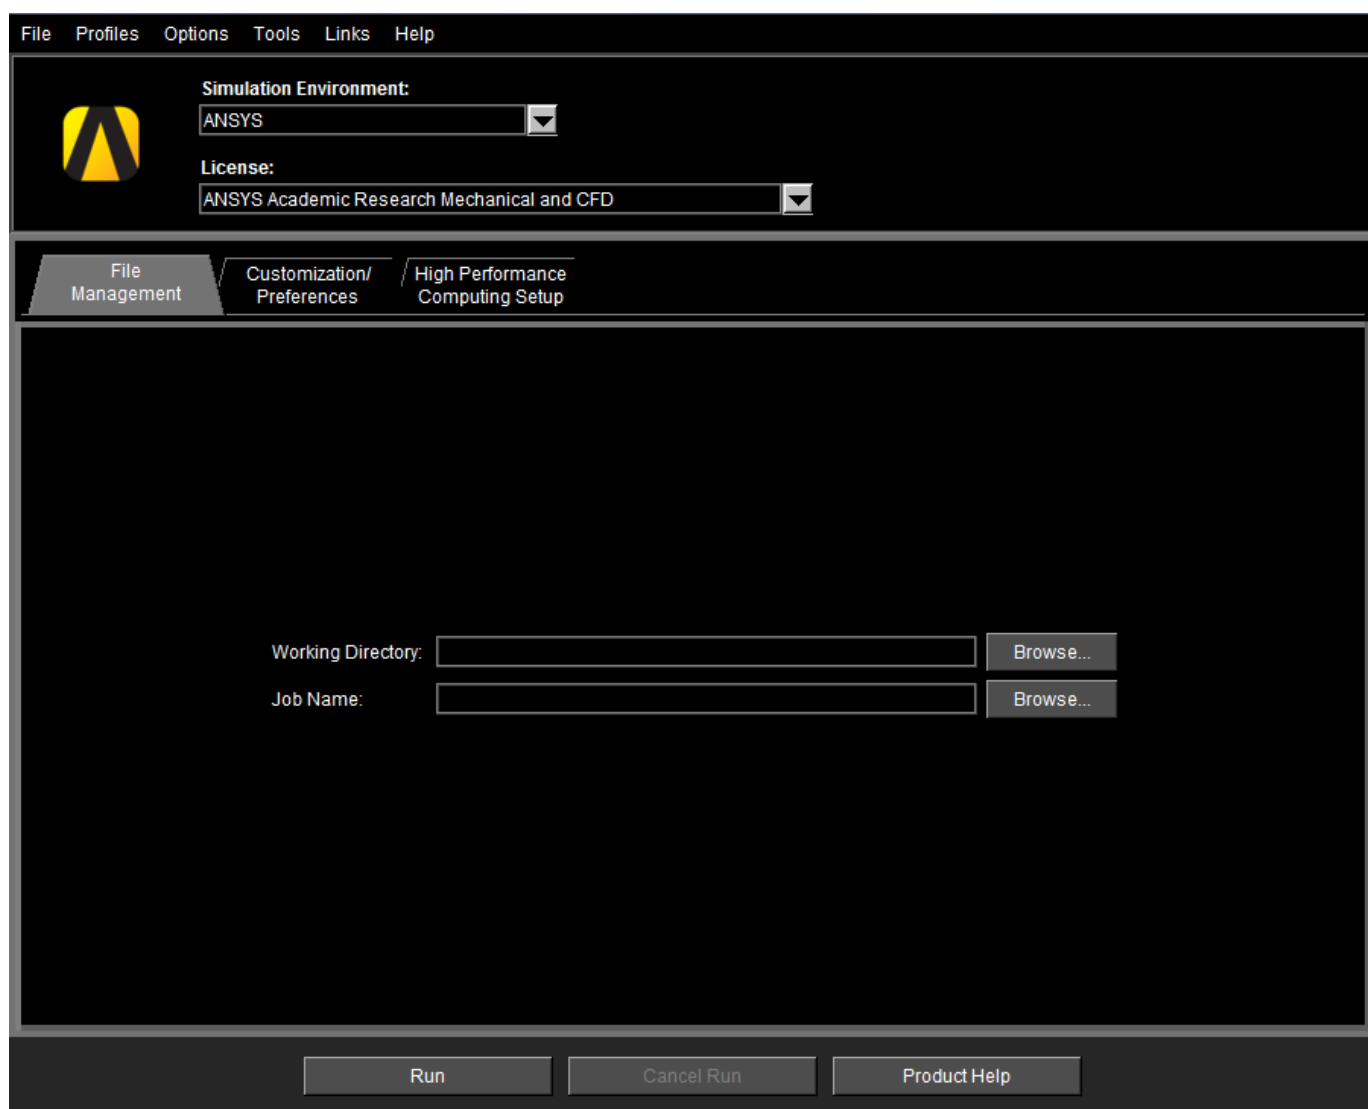 File Profiles Options Tools Links Help
Simulation Environment:
ANSYS
License:
ANSYS Academic Research Mechanical and CFD
File
Management
Customization/
Preferences
High Performance
Computing Setup
Working Directory: Browse...
Job Name: Browse...
Run Cancel Run Product Help